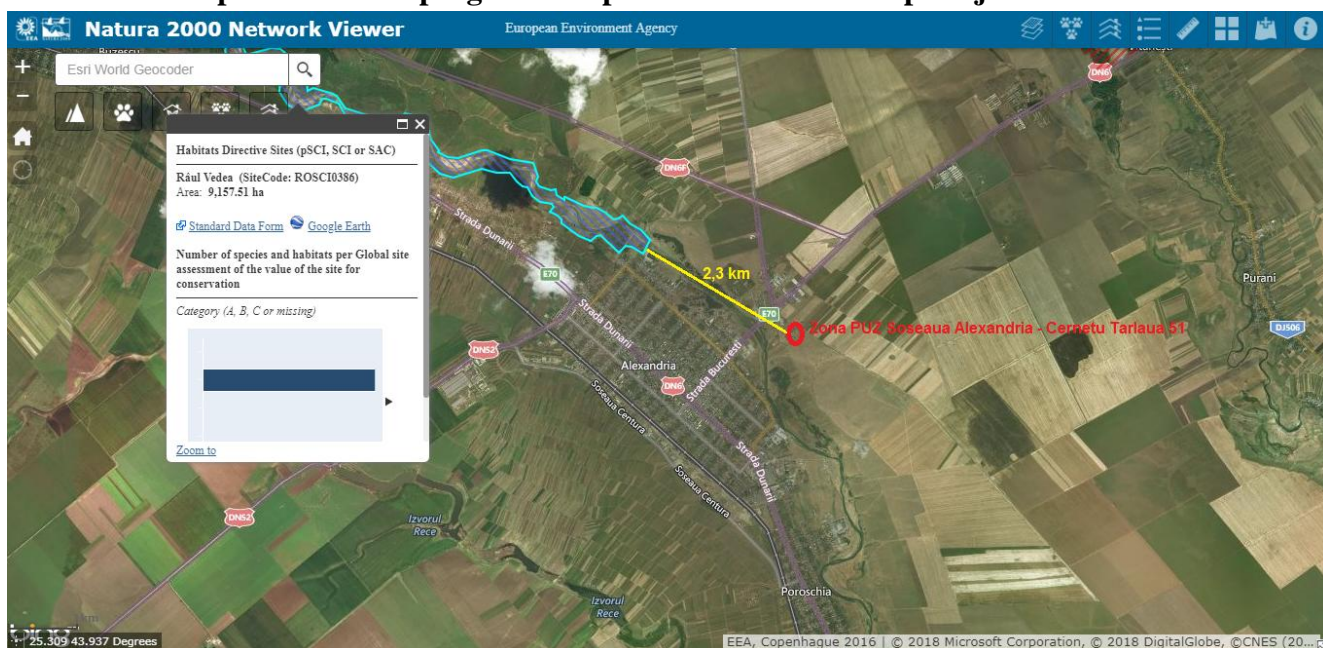 Natura 2000 Network Viewer
European Environment Agency
EEA
Buzescu
Esri World Geocoder
DN6
Habitats Directive Sites (pSCI, SCI or SAC)
Râul Vedea (SiteCode: ROSCI0386)
Area: 9,157.51 ha
Standard Data Form Google Earth
Number of species and habitats per Global site
assessment of the value of the site for
conservation
Category (A, B, C or missing)
Zoom to
DN6F
Strada Dunarii
E70
2,3 km
Purani
E70
Zona PUZ Soseaua Alexandria - Cernetu Tarlaua 51
DJ506
Strada Dunarii
DN52
Alexandria
DN6
Strada Bucuresti
Soseaua Centura
Strada Dunarii
Soseaua Centura
DN52
Izvorul
Rece
Izvorul
Rece
Poroschia
25.309 43.937 Degrees
EEA, Copenhague 2016 | © 2018 Microsoft Corporation, © 2018 DigitalGlobe, ©CNES (20...